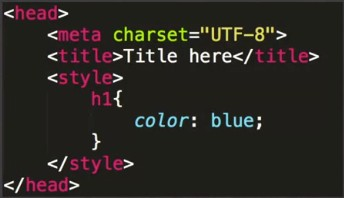 <head>
<meta charset="UTF-8">
<title>Title here</title>
<style>
h1{
color: blue;
}
</style>
</head>